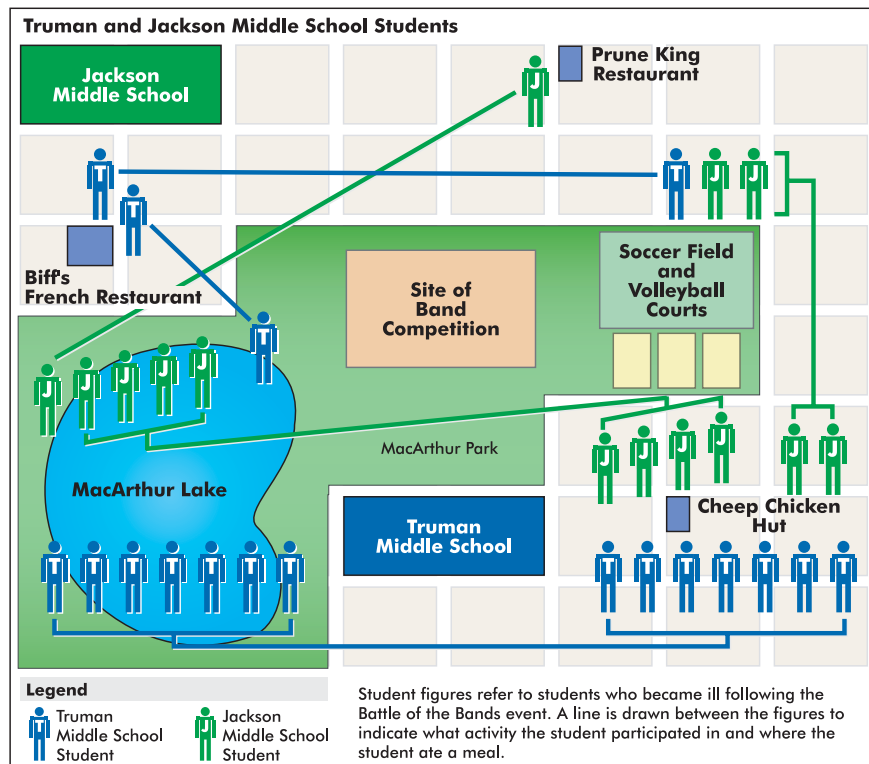 Truman and Jackson Middle School Students
Jackson
Middle School
Prune King
Restaurant
J
T
T
J
J
T
Biff's
French Restaurant
Site of
Band
Competition
Soccer Field
and
Volleyball
Courts
T
J
J
J
J
J
J
J
J
J
J
J
MacArthur Park
MacArthur Lake
Truman
Middle School
Cheep Chicken
Hut
T
T
T
T
T
T
T
T
T
T
T
T
T
T
Legend
T
Truman
Middle School
Student
J
Jackson
Middle School
Student
Student figures refer to students who became ill following the
Battle of the Bands event. A line is drawn between the figures to
indicate what activity the student participated in and where the
student ate a meal.